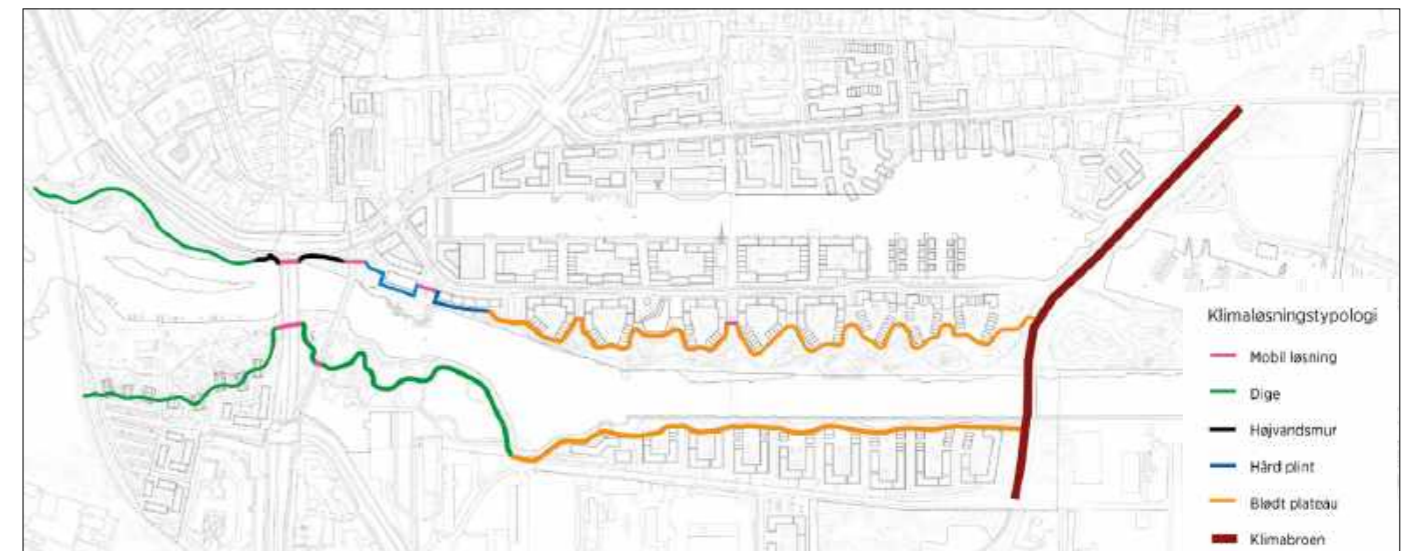 Klimaløsningstypologi
Mobil løsning
Dige
Højvandsmur
Hård plint
Blødt plateau
Klimabroen